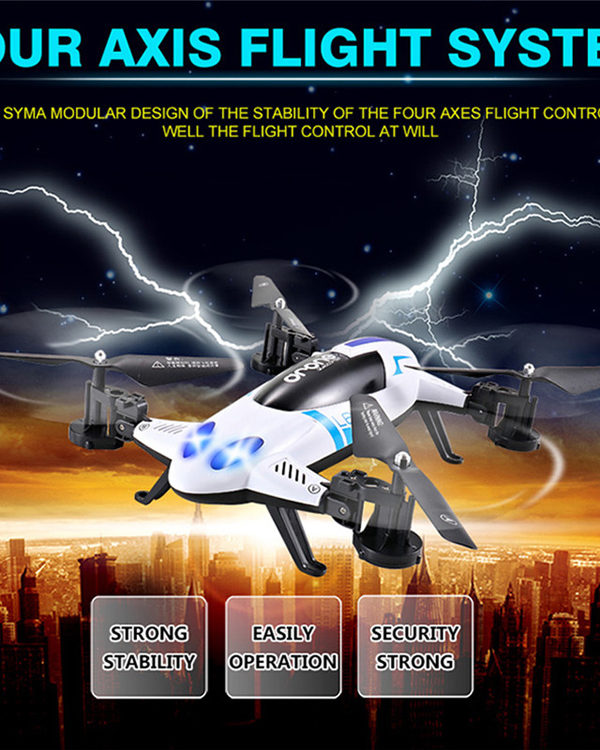 OUR AXIS FLIGHT SYSTE
SYMA MODULAR DESIGN OF THE STABILITY OF THE FOUR AXES FLIGHT CONTRO
WELL THE FLIGHT CONTROL AT WILL
WARNING
STRONG
STABILITY
EASILY
OPERATION
SECURITY
STRONG